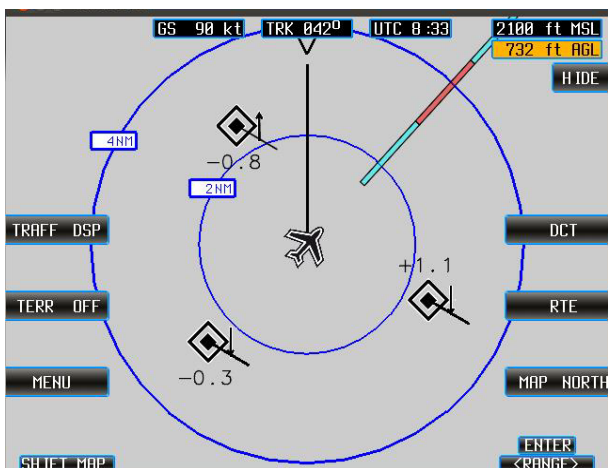 GS 90 kt
TRK 042º
UTC 8:33
2100 ft MSL
732 ft AGL
HIDE
4NM
-0.8
2NM
TRAFF DSP
DCT
+1.1
TERR OFF
RTE
-0.3
MENU
MAP NORTH
ENTER
SHIFT MAP
<RANGE>